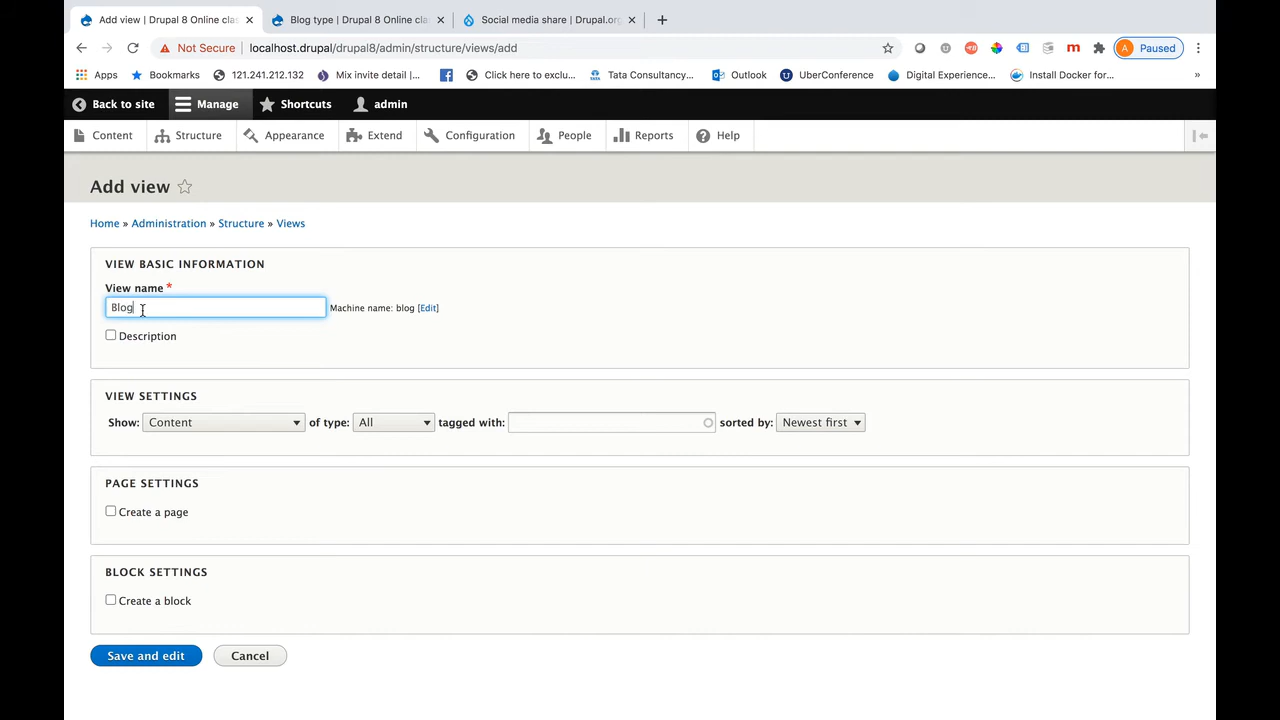 Add view | Drupal 8 Online clas
Blog type | Drupal 8 Online cla
Social media share | Drupal.org
Not Secure
localhost.drupal/drupal8/admin/structure/views/add
A Paused
Apps
Bookmarks
121.241.212.132
Mix invite detail |...
Click here to exclu...
Tata Consultancy...
Outlook
UberConference
Digital Experience...
Install Docker for...
»
Back to site
Manage
Shortcuts
admin
Content
Structure
Appearance
Extend
Configuration
People
Reports
Help
Add view
Home » Administration » Structure » Views
VIEW BASIC INFORMATION
View name *
Blog
Machine name: blog [Edit]
Description
VIEW SETTINGS
Show: Content of type: All tagged with: sorted by: Newest first
PAGE SETTINGS
Create a page
BLOCK SETTINGS
Create a block
Save and edit
Cancel